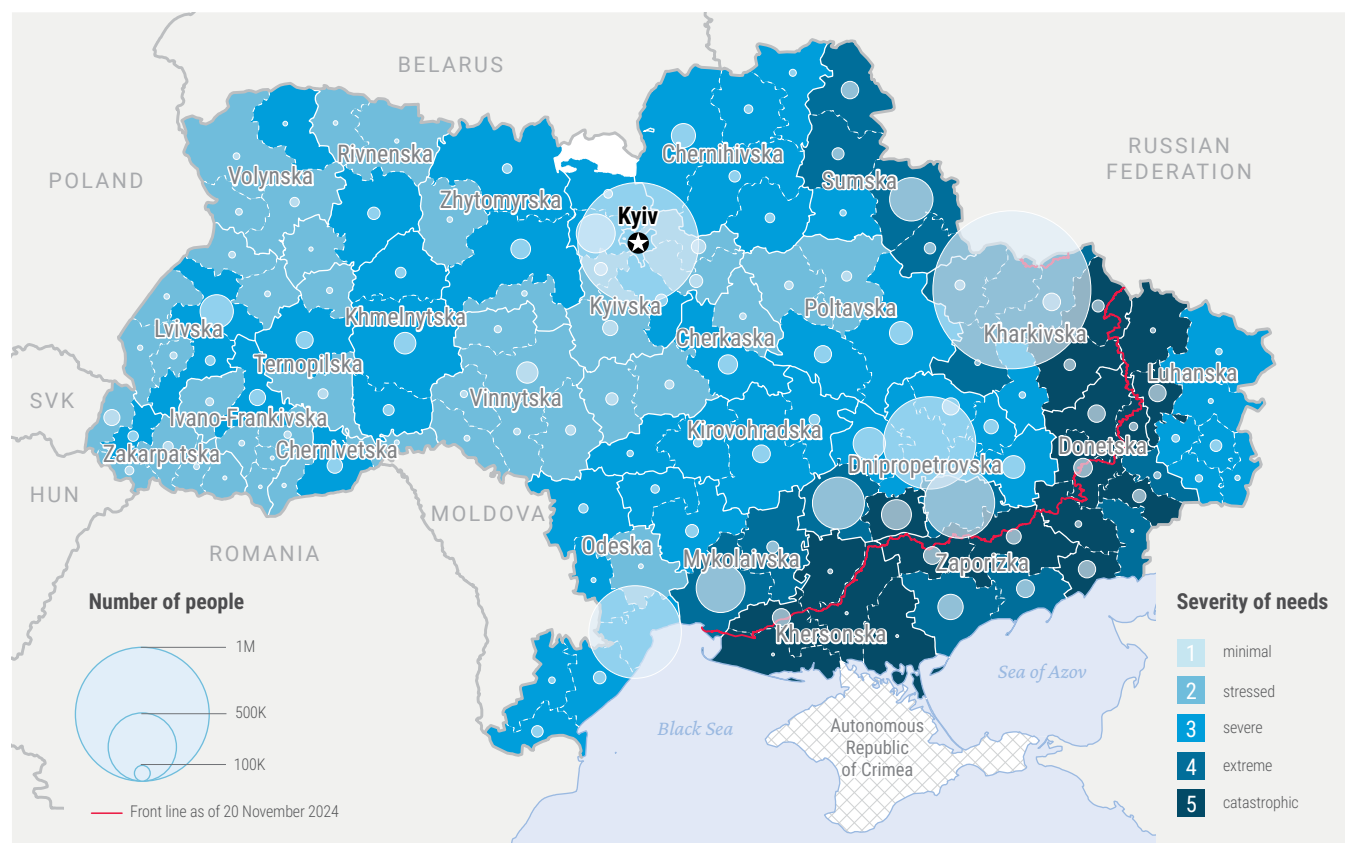 BELARUS
RUSSIAN
FEDERATION
POLAND
Chernihivska
Rivnenska
Volynska
Sumska
Zhytomyrska
Kyiv
Kyivska
Poltavska
Khmelnytska
Lvivska
Cherkaska
Kharkivska
Ternopilska
Luhanska
SVK
Vinnytska
Ivano-Frankivska
Kirovohradska
Zakarpatska
Chernivetska
Donetska
Dnipropetrovska
HUN
MOLDOVA
ROMANIA
Odeska
Mykolaivska
Zaporizka
Khersonska
Sea of Azov
Black Sea
Autonomous
Republic
of Crimea
Number of people
1M
500K
100K
Front line as of 20 November 2024
Severity of needs
1 minimal
2 stressed
3 severe
4 extreme
5 catastrophic